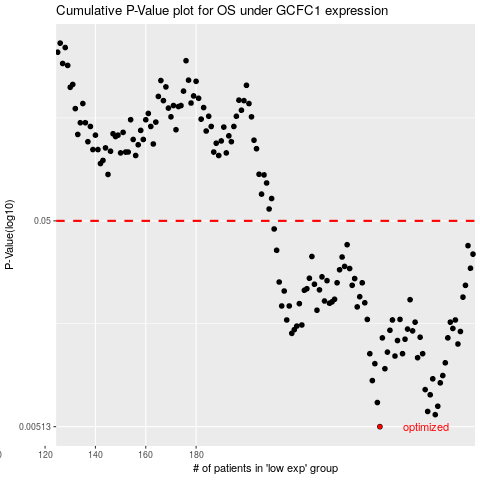 Cumulative P-Value plot for OS under GCFC1 expression
P-Value(log10)
0.05
0.00513
optimized
0 120 140 160 180
# of patients in 'low exp' group